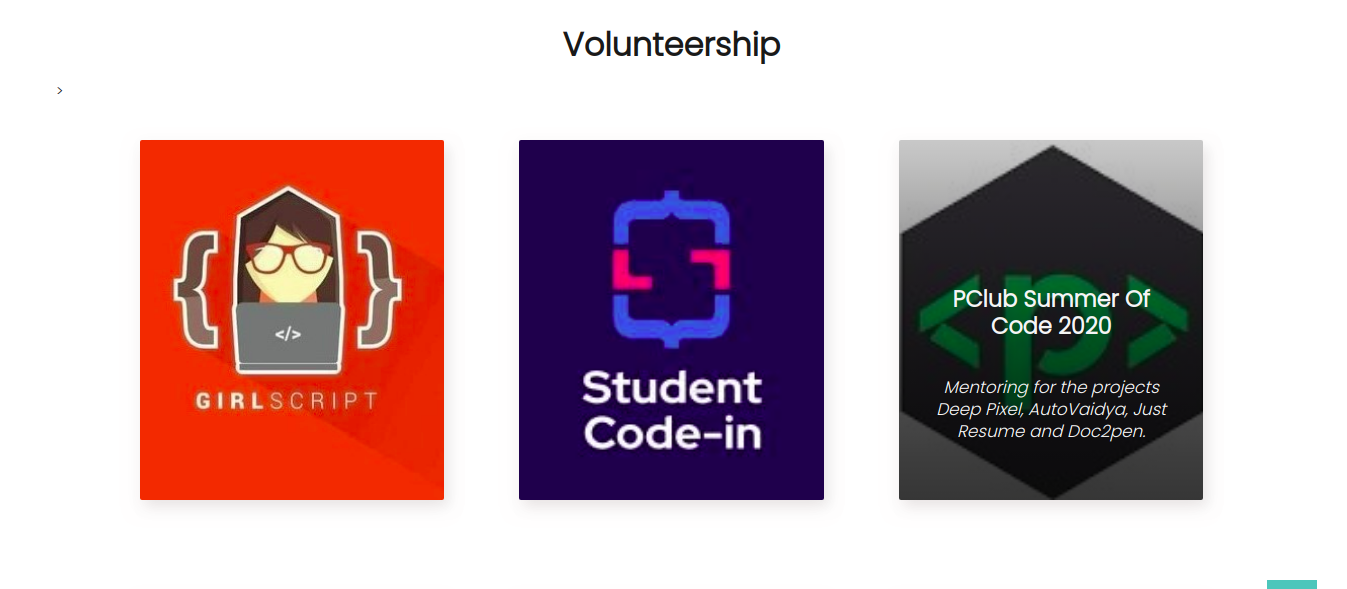 Volunteership
>
</>
GIRLSCRIPT
Student
Code-in
<p>
PClub Summer Of
Code 2020
Mentoring for the projects
Deep Pixel, AutoVaidya, Just
Resume and Doc2pen.